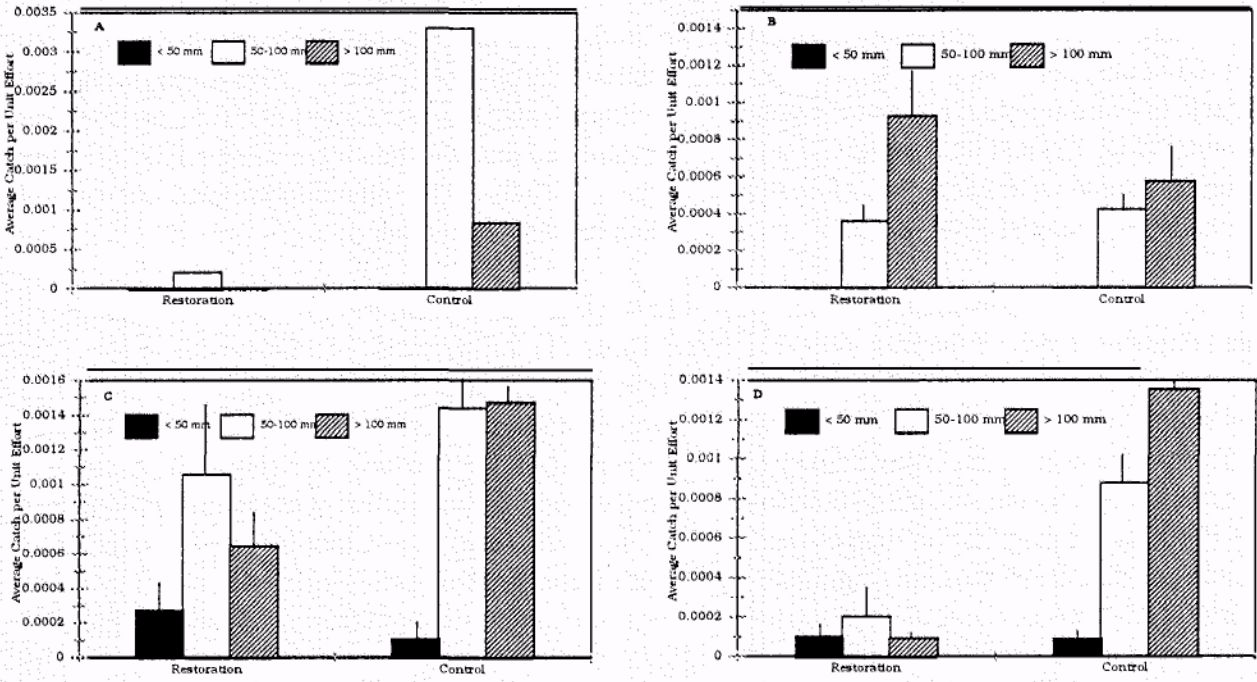 A
< 50 mm 50-100 mm > 100 mm
Average Catch per Unit Effort
0.0035
0.003
0.0025
0.002
0.0015
0.001
0.0005
0
Restoration Control
B
< 50 mm 50-100 mm > 100 mm
Average Catch per Unit Effort
0.0014
0.0012
0.001
0.0008
0.0006
0.0004
0.0002
0
Restoration Control
C
< 50 mm 50-100 mm > 100 mm
Average Catch per Unit Effort
0.0016
0.0014
0.0012
0.001
0.0008
0.0006
0.0004
0.0002
0
Restoration Control
D
< 50 mm 50-100 mm > 100 mm
Average Catch per Unit Effort
0.0014
0.0012
0.001
0.0008
0.0006
0.0004
0.0002
0
Restoration Control